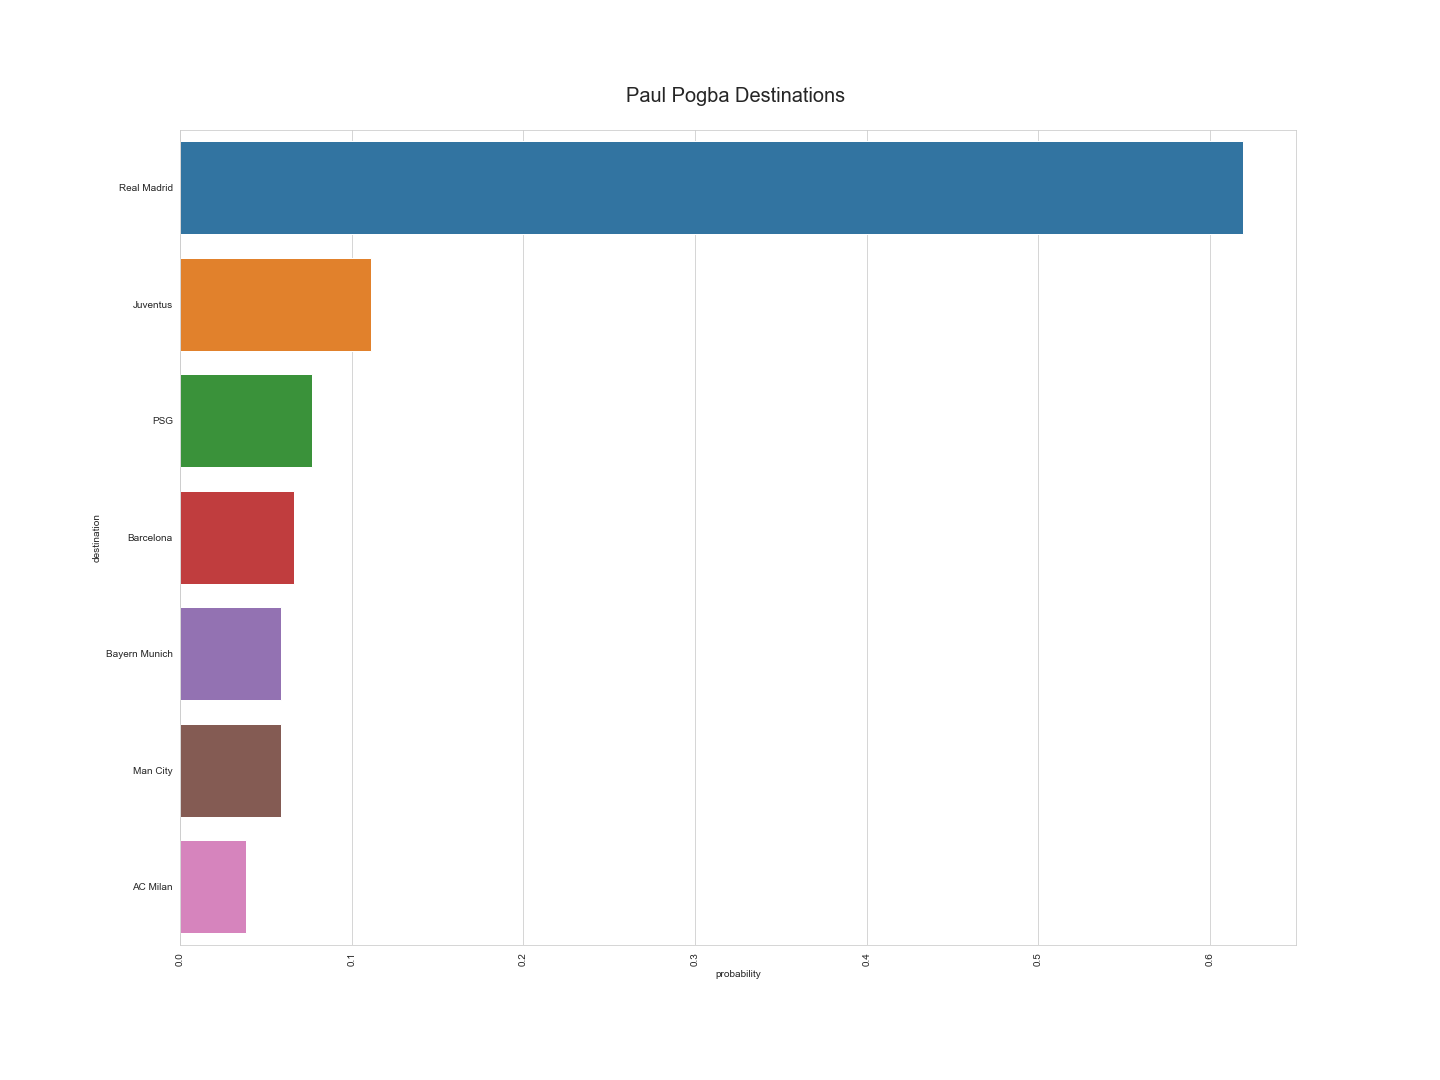 Paul Pogba Destinations
Real Madrid
Juventus
PSG
Barcelona
Bayern Munich
Man City
AC Milan
destination
0.0
0.1
0.2
0.3
0.4
0.5
0.6
probability